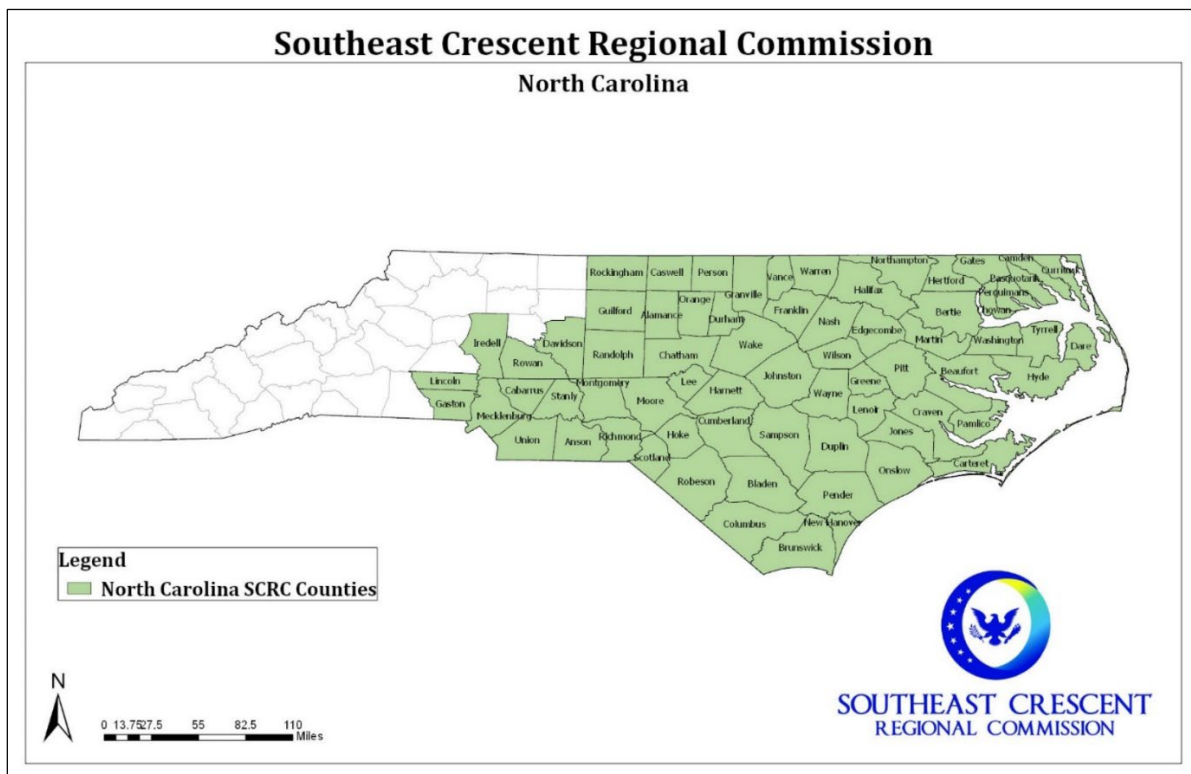 Southeast Crescent Regional Commission
North Carolina
Rockingham Caswell Person Vance Warren Northampton Gates Camden Currituck
Granville Halifax Hertford Pasquotank
Perquimans
Guilford Alamance Orange Durham Franklin Nash Edgecombe Bertie Chowan
Iredell Davidson Martin Washington Tyrrell Dare
Rowan Randolph Chatham Wake Wilson
Lincoln Cabarrus Montgomery Lee Johnston Greene Pitt Beaufort Hyde
Gaston Stanly Moore Harnett Wayne
Mecklenburg Cumberland Lenoir Craven Pamlico
Union Anson Richmond Hoke Sampson Duplin Jones
Scotland Onslow Carteret
Robeson Bladen Pender
Columbus New Hanover
Brunswick
Legend
North Carolina SCRC Counties
N
0 13.75 27.5 55 82.5 110
Miles
SOUTHEAST CRESCENT
REGIONAL COMMISSION